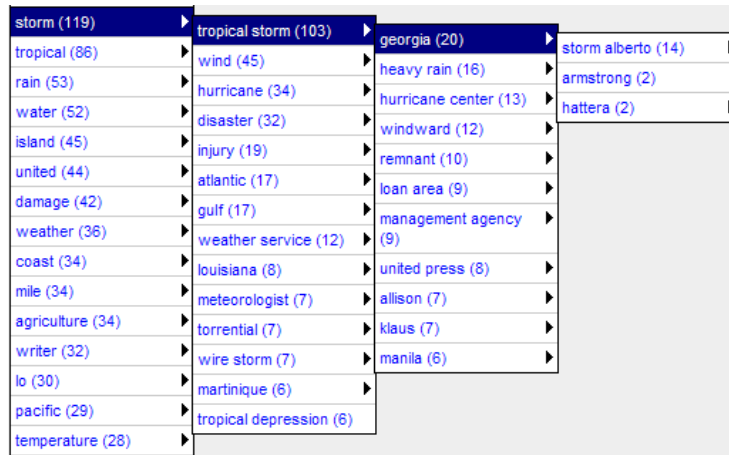 storm (119)
tropical (86)
rain (53)
water (52)
island (45)
united (44)
damage (42)
weather (36)
coast (34)
mile (34)
agriculture (34)
writer (32)
lo (30)
pacific (29)
temperature (28)
tropical storm (103)
wind (45)
hurricane (34)
disaster (32)
injury (19)
atlantic (17)
gulf (17)
weather service (12)
louisiana (8)
meteorologist (7)
torrential (7)
wire storm (7)
martinique (6)
tropical depression (6)
georgia (20)
heavy rain (16)
hurricane center (13)
windward (12)
remnant (10)
loan area (9)
management agency
(9)
united press (8)
allison (7)
klaus (7)
manila (6)
storm alberto (14)
armstrong (2)
hattera (2)